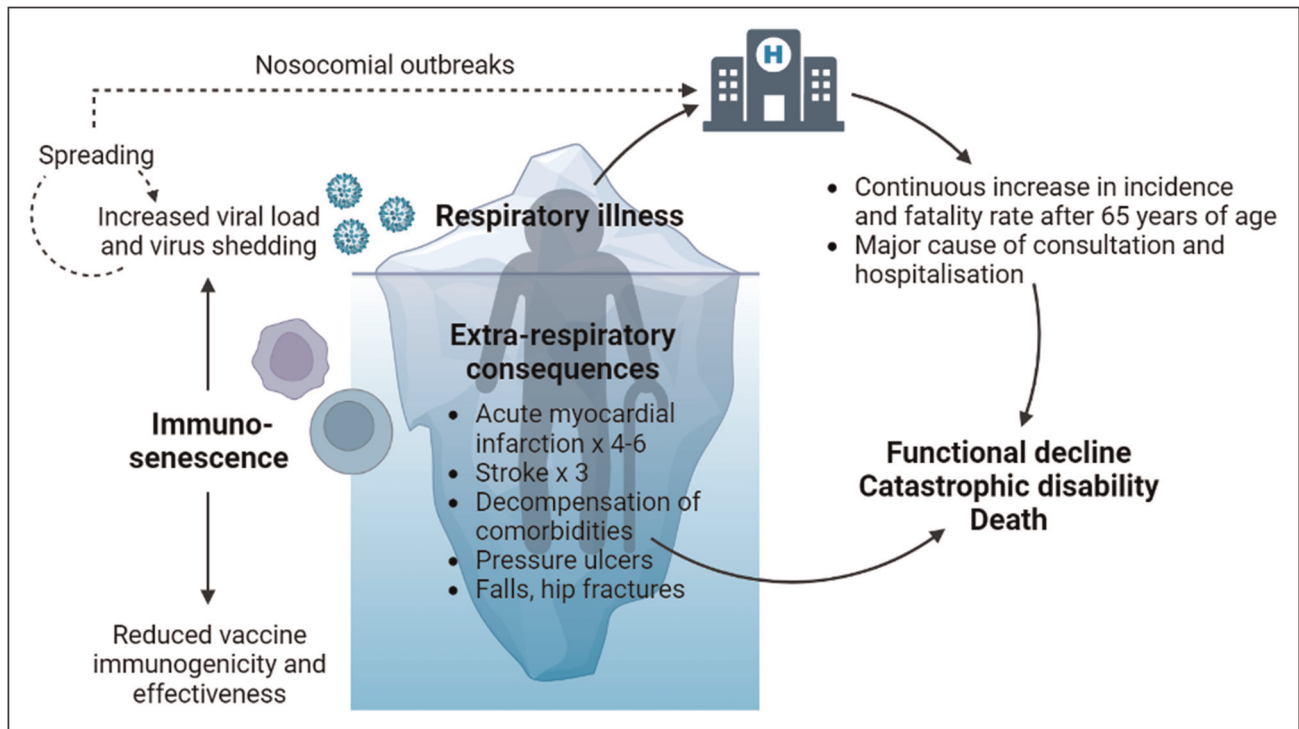 H
Nosocomial outbreaks
Spreading
Increased viral load
and virus shedding
Respiratory illness
• Continuous increase in incidence
and fatality rate after 65 years of age
• Major cause of consultation and
hospitalisation
Extra-respiratory
consequences
• Acute myocardial
infarction x 4-6
• Stroke x 3
• Decompensation of
comorbidities
• Pressure ulcers
• Falls, hip fractures
Immuno-
senescence
Functional decline
Catastrophic disability
Death
Reduced vaccine
immunogenicity and
effectiveness